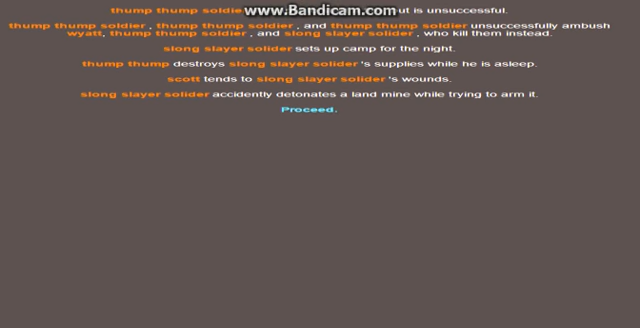 thump thump soldie www.Bandicam.com ut is unsuccessful.
thump thump soldier , thump thump soldier , and thump thump soldier unsuccessfully ambush
wyatt, thump thump soldier , and slong slayer solider , who kill them instead.
slong slayer solider sets up camp for the night.
thump thump destroys slong slayer solider 's supplies while he is asleep.
scott tends to slong slayer solider 's wounds.
slong slayer solider accidently detonates a land mine while trying to arm it.
Proceed.